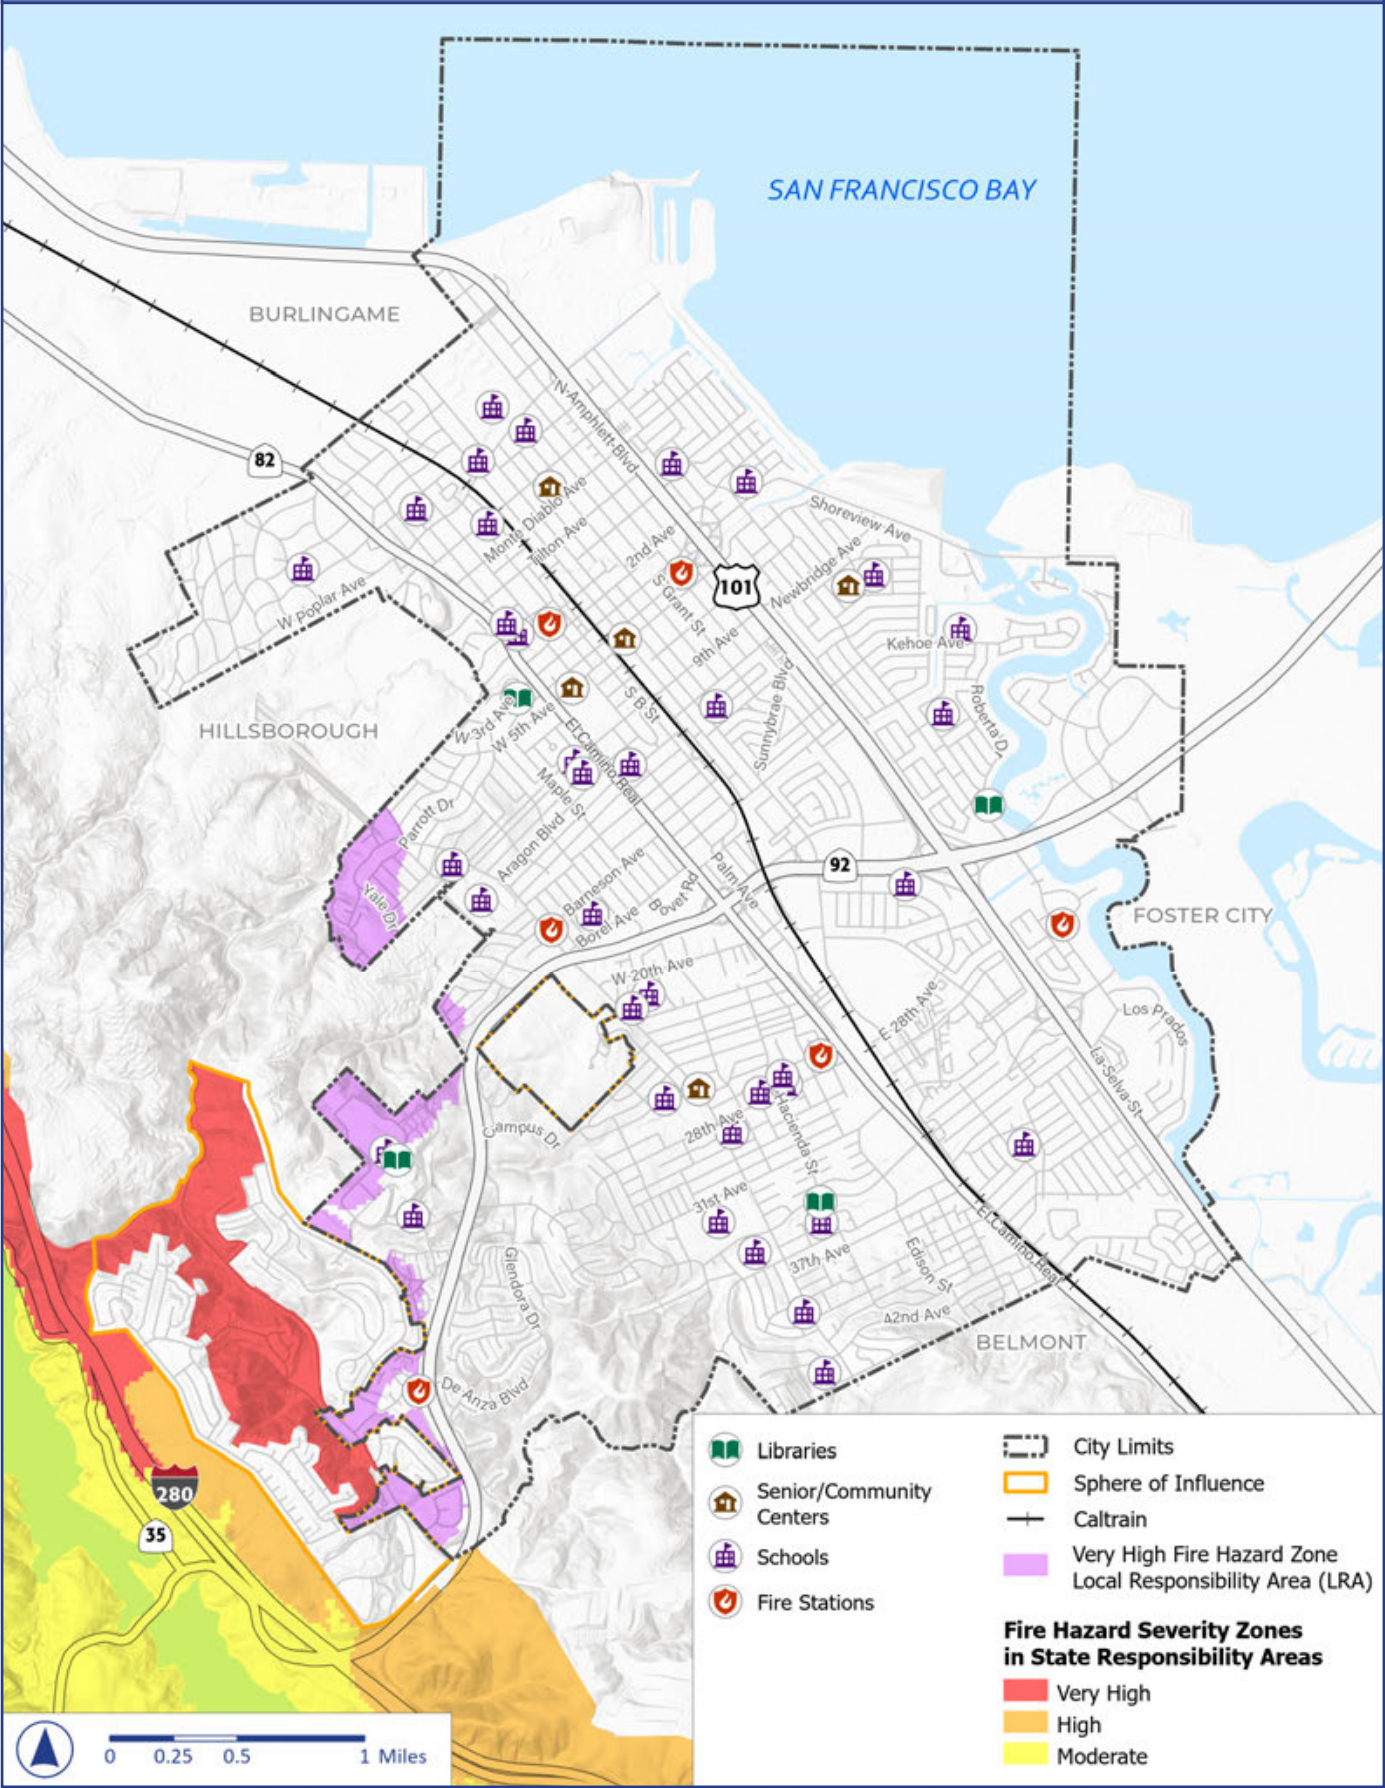 SAN FRANCISCO BAY
BURLINGAME
82
N Amphlett Blvd
Monte Diablo Ave
Tilton Ave
2nd Ave
Shoreview Ave
101
Newbridge Ave
S Grant St
W Poplar Ave
9th Ave
Kehoe Ave
Sunnybrae Blvd
Roberta Dr
HILLSBOROUGH
W 3rd Ave
W 5th Ave
S B St
El Camino Real
Maple St
Parrott Dr
Aragon Blvd
Yale Dr
Barneson Ave
Borel Ave
Bovet Rd
Palm Ave
92
FOSTER CITY
W 20th Ave
E 28th Ave
Los Prados
La Selva St
Campus Dr
28th Ave
Hacienda St
31st Ave
37th Ave
Edison St
El Camino Real
Glendora Dr
42nd Ave
BELMONT
De Anza Blvd
280
35
Libraries
Senior/Community
Centers
Schools
Fire Stations
City Limits
Sphere of Influence
Caltrain
Very High Fire Hazard Zone
Local Responsibility Area (LRA)
Fire Hazard Severity Zones
in State Responsibility Areas
Very High
High
Moderate
0 0.25 0.5 1 Miles